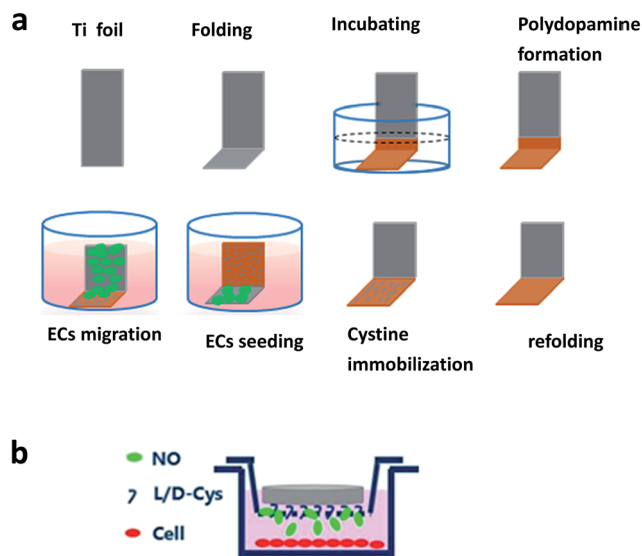 a
Ti foil
Folding
Incubating
Polydopamine
formation
ECs migration
ECs seeding
Cystine
immobilization
refolding
b
NO
L/D-Cys
Cell